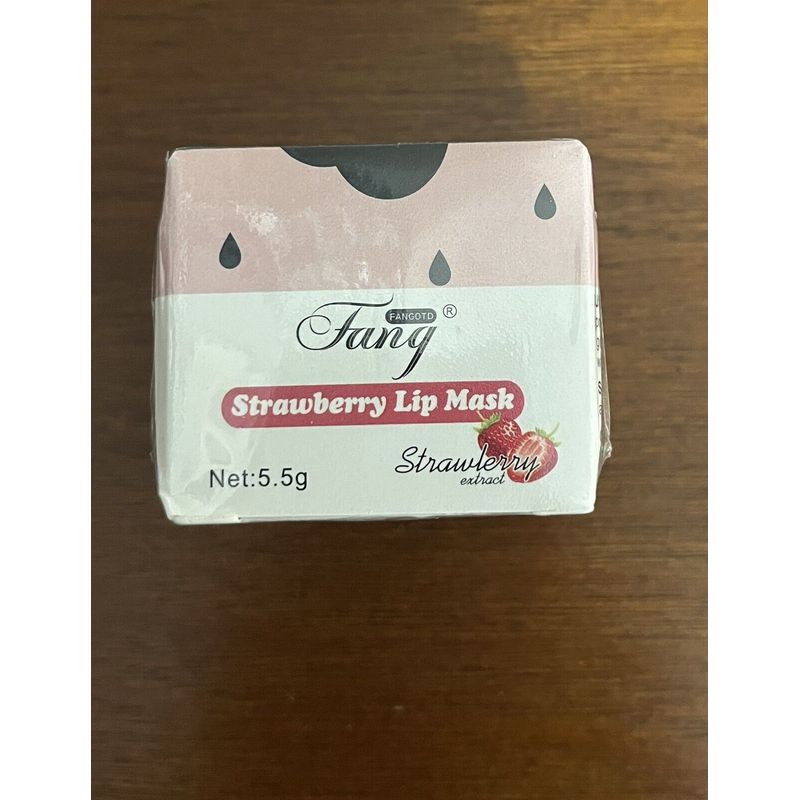 FANGOTD
Fang®
Strawberry Lip Mask
Net:5.5g
Strawberry
extract